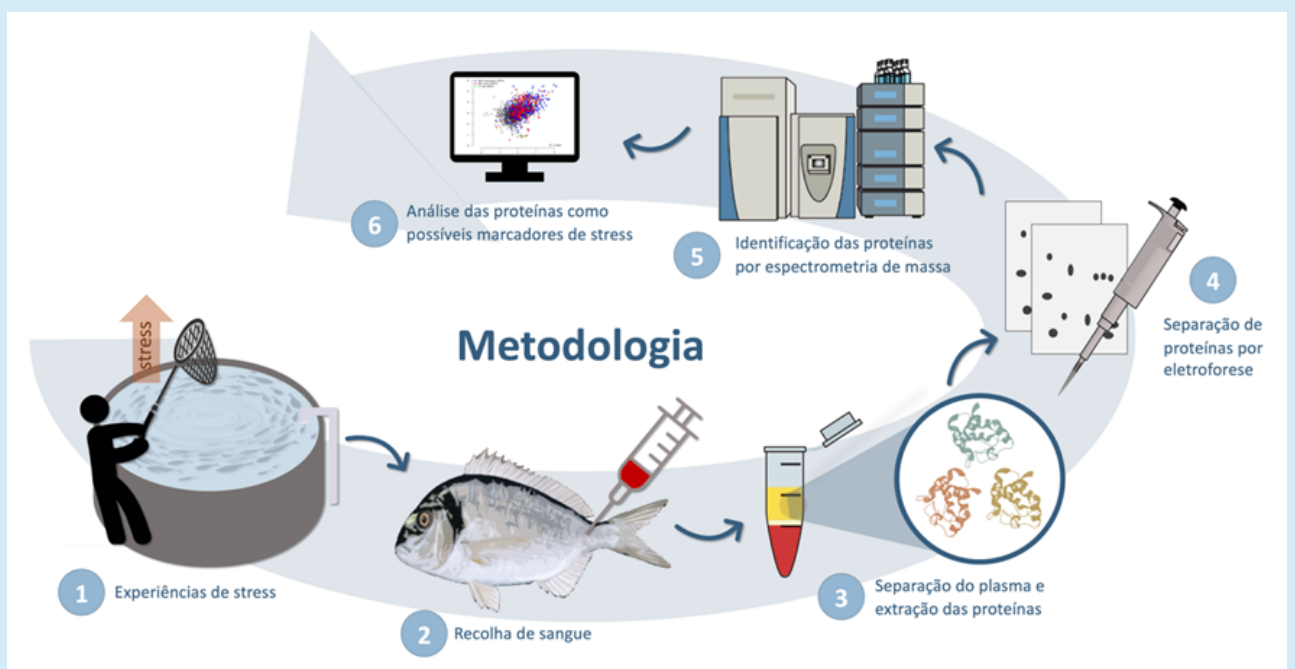 Metodologia
stress
1
Experiências de stress
2
Recolha de sangue
3
Separação do plasma e
extração das proteínas
4
Separação de
proteínas por
eletroforese
5
Identificação das proteínas
por espectrometria de massa
6
Análise das proteínas como
possíveis marcadores de stress